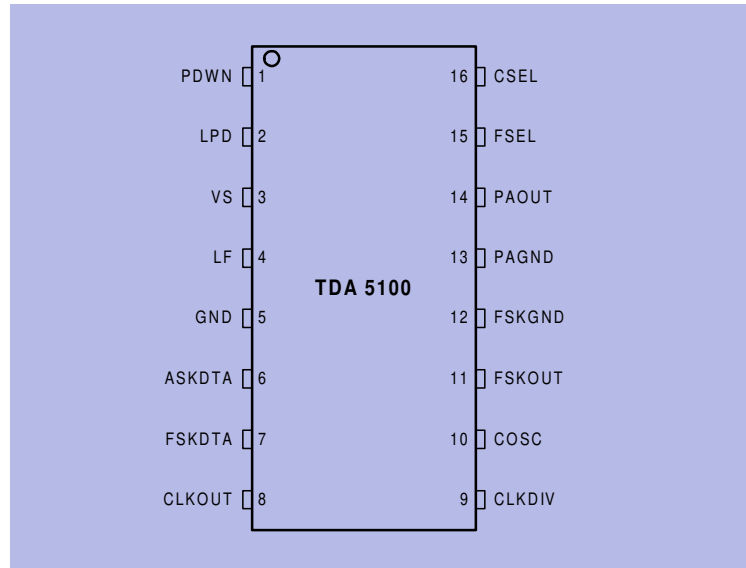 PDWN 1 16 CSEL
LPD 2 15 FSEL
VS 3 14 PAOUT
LF 4 13 PAGND
TDA 5100
GND 5 12 FSKGND
ASKDTA 6 11 FSKOUT
FSKDTA 7 10 COSC
CLKOUT 8 9 CLKDIV